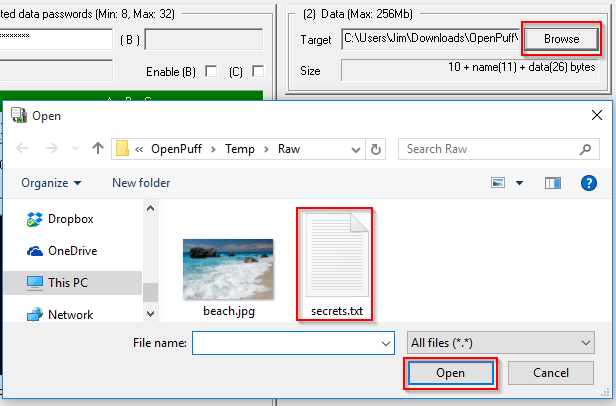 ted data passwords (Min: 8, Max: 32)
(2) Data (Max: 256Mb)
********* (B)
Target C:\Users\Jim\Downloads\OpenPuff\ Browse
Enable (B) (C)
Size 10 + name(11) + data(26) bytes
Open
« OpenPuff > Temp > Raw
Search Raw
Organize New folder
Dropbox
OneDrive
This PC
Network
beach.jpg
secrets.txt
File name: All files (*.*)
Open Cancel